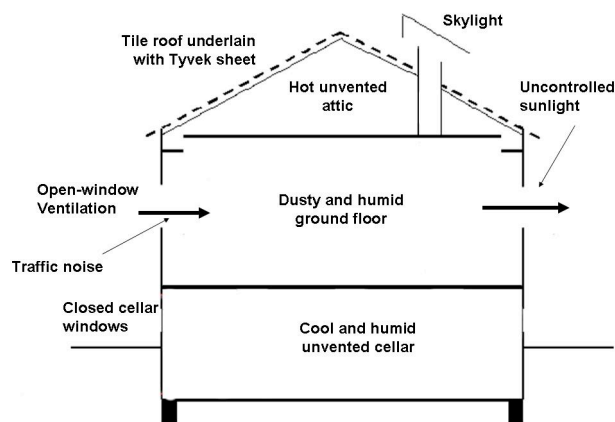 Skylight
Tile roof underlain
with Tyvek sheet
Hot unvented
attic
Uncontrolled
sunlight
Open-window
Ventilation
Dusty and humid
ground floor
Traffic noise
Closed cellar
windows
Cool and humid
unvented cellar